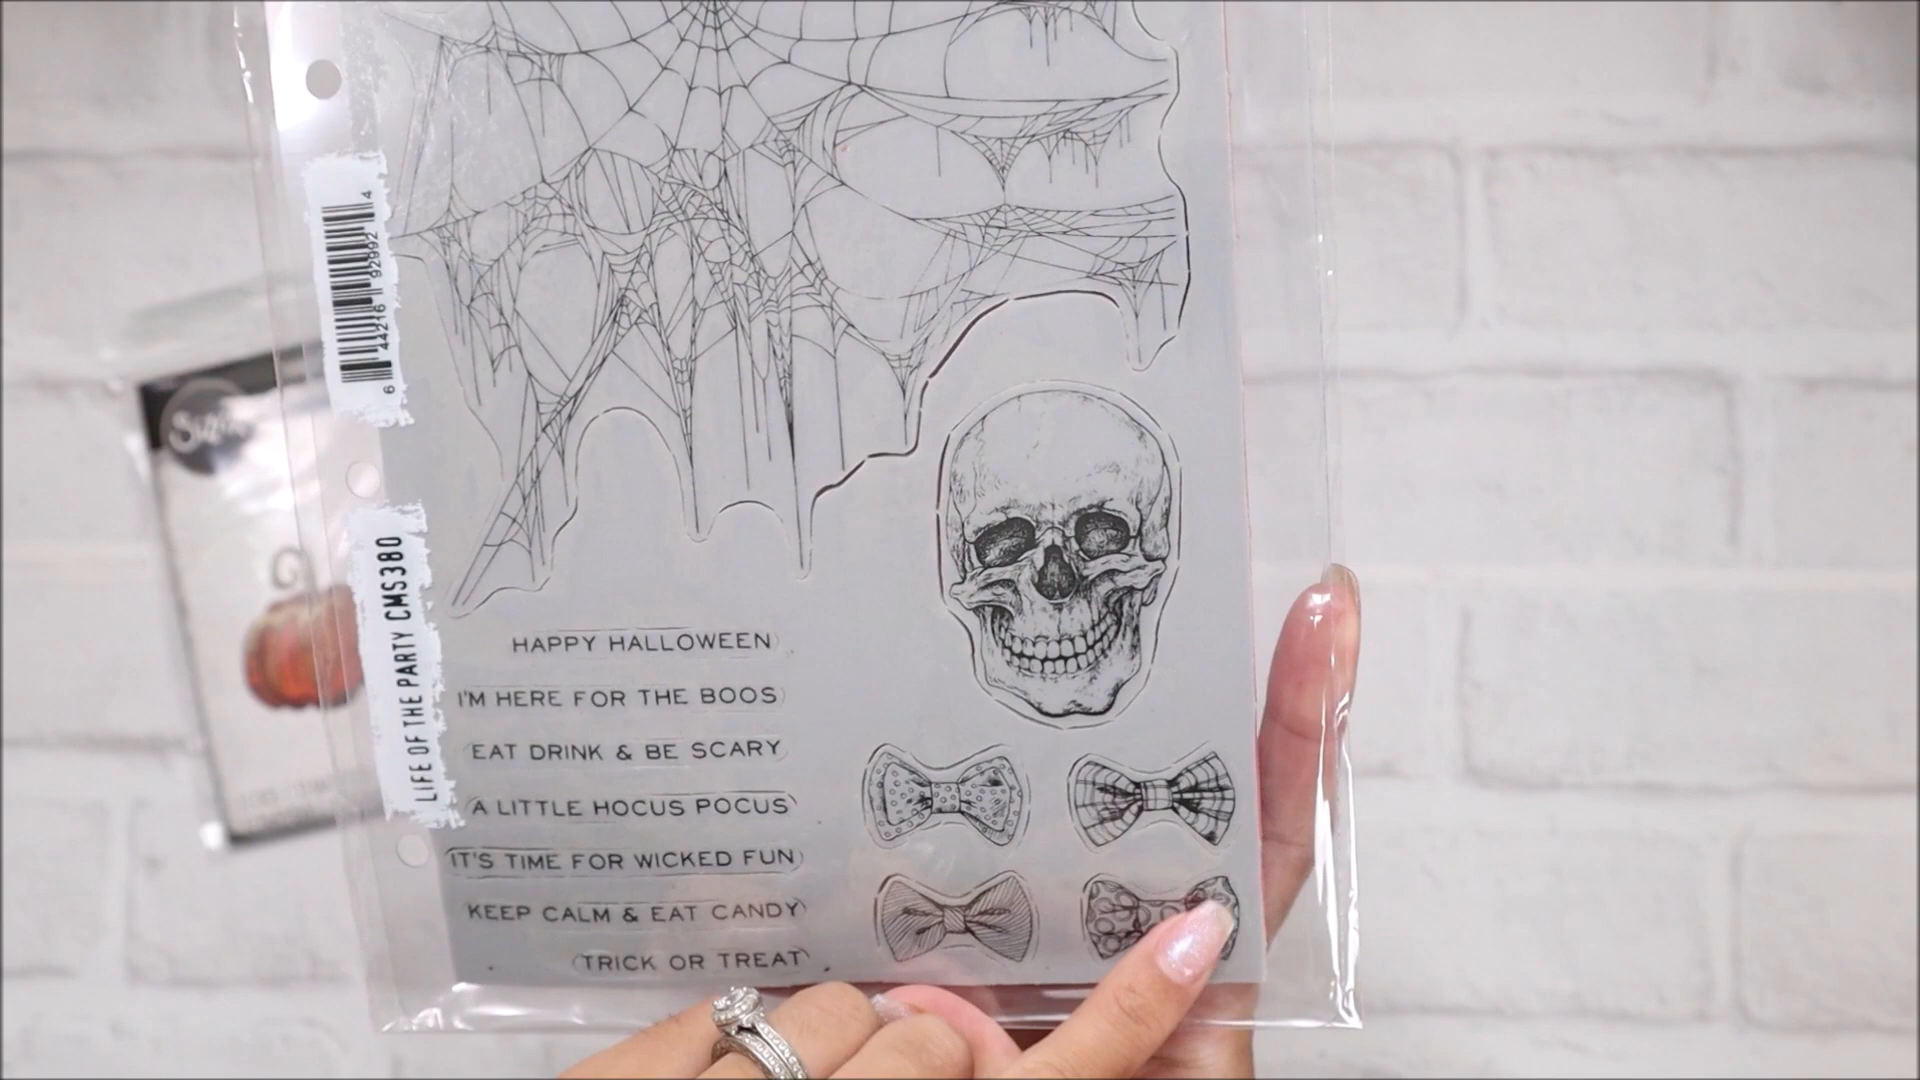 6 44216 92992 4
LIFE OF THE PARTY CMS380
HAPPY HALLOWEEN
I'M HERE FOR THE BOOS
EAT DRINK & BE SCARY
A LITTLE HOCUS POCUS
IT'S TIME FOR WICKED FUN
KEEP CALM & EAT CANDY
TRICK OR TREAT